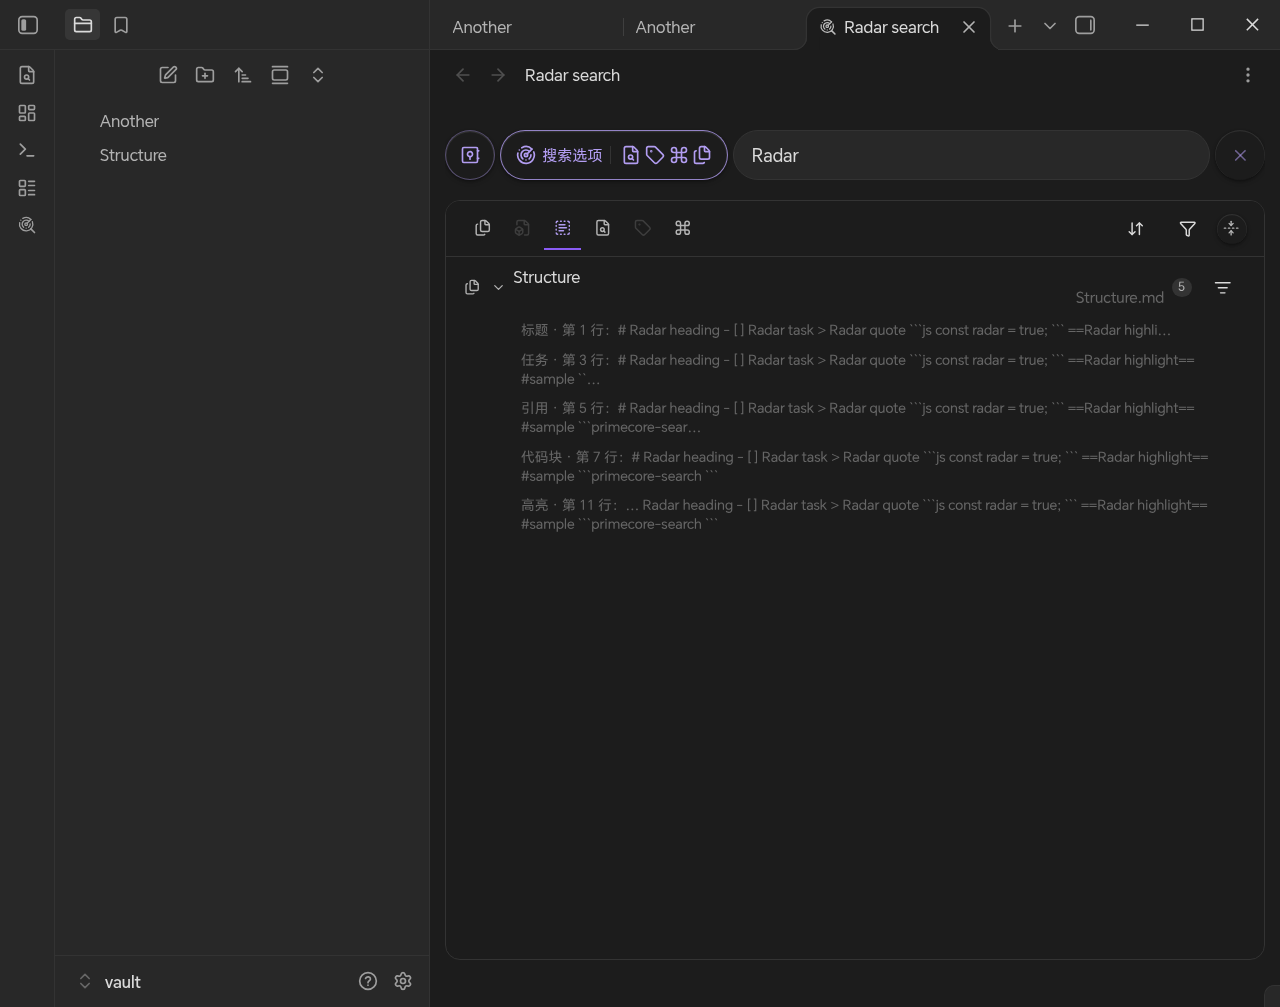 Another
Another
Radar search
Radar search
Another
Structure
搜索选项
Radar
Structure
Structure.md
5
标题 · 第 1 行：# Radar heading - [ ] Radar task > Radar quote ```js const radar = true; ``` ==Radar highli…
任务 · 第 3 行：# Radar heading - [ ] Radar task > Radar quote ```js const radar = true; ``` ==Radar highlight==
#sample ``…
引用 · 第 5 行：# Radar heading - [ ] Radar task > Radar quote ```js const radar = true; ``` ==Radar highlight==
#sample ```primecore-sear…
代码块 · 第 7 行：# Radar heading - [ ] Radar task > Radar quote ```js const radar = true; ``` ==Radar highlight==
#sample ```primecore-search ```
高亮 · 第 11 行：… Radar heading - [ ] Radar task > Radar quote ```js const radar = true; ``` ==Radar highlight==
#sample ```primecore-search ```
vault